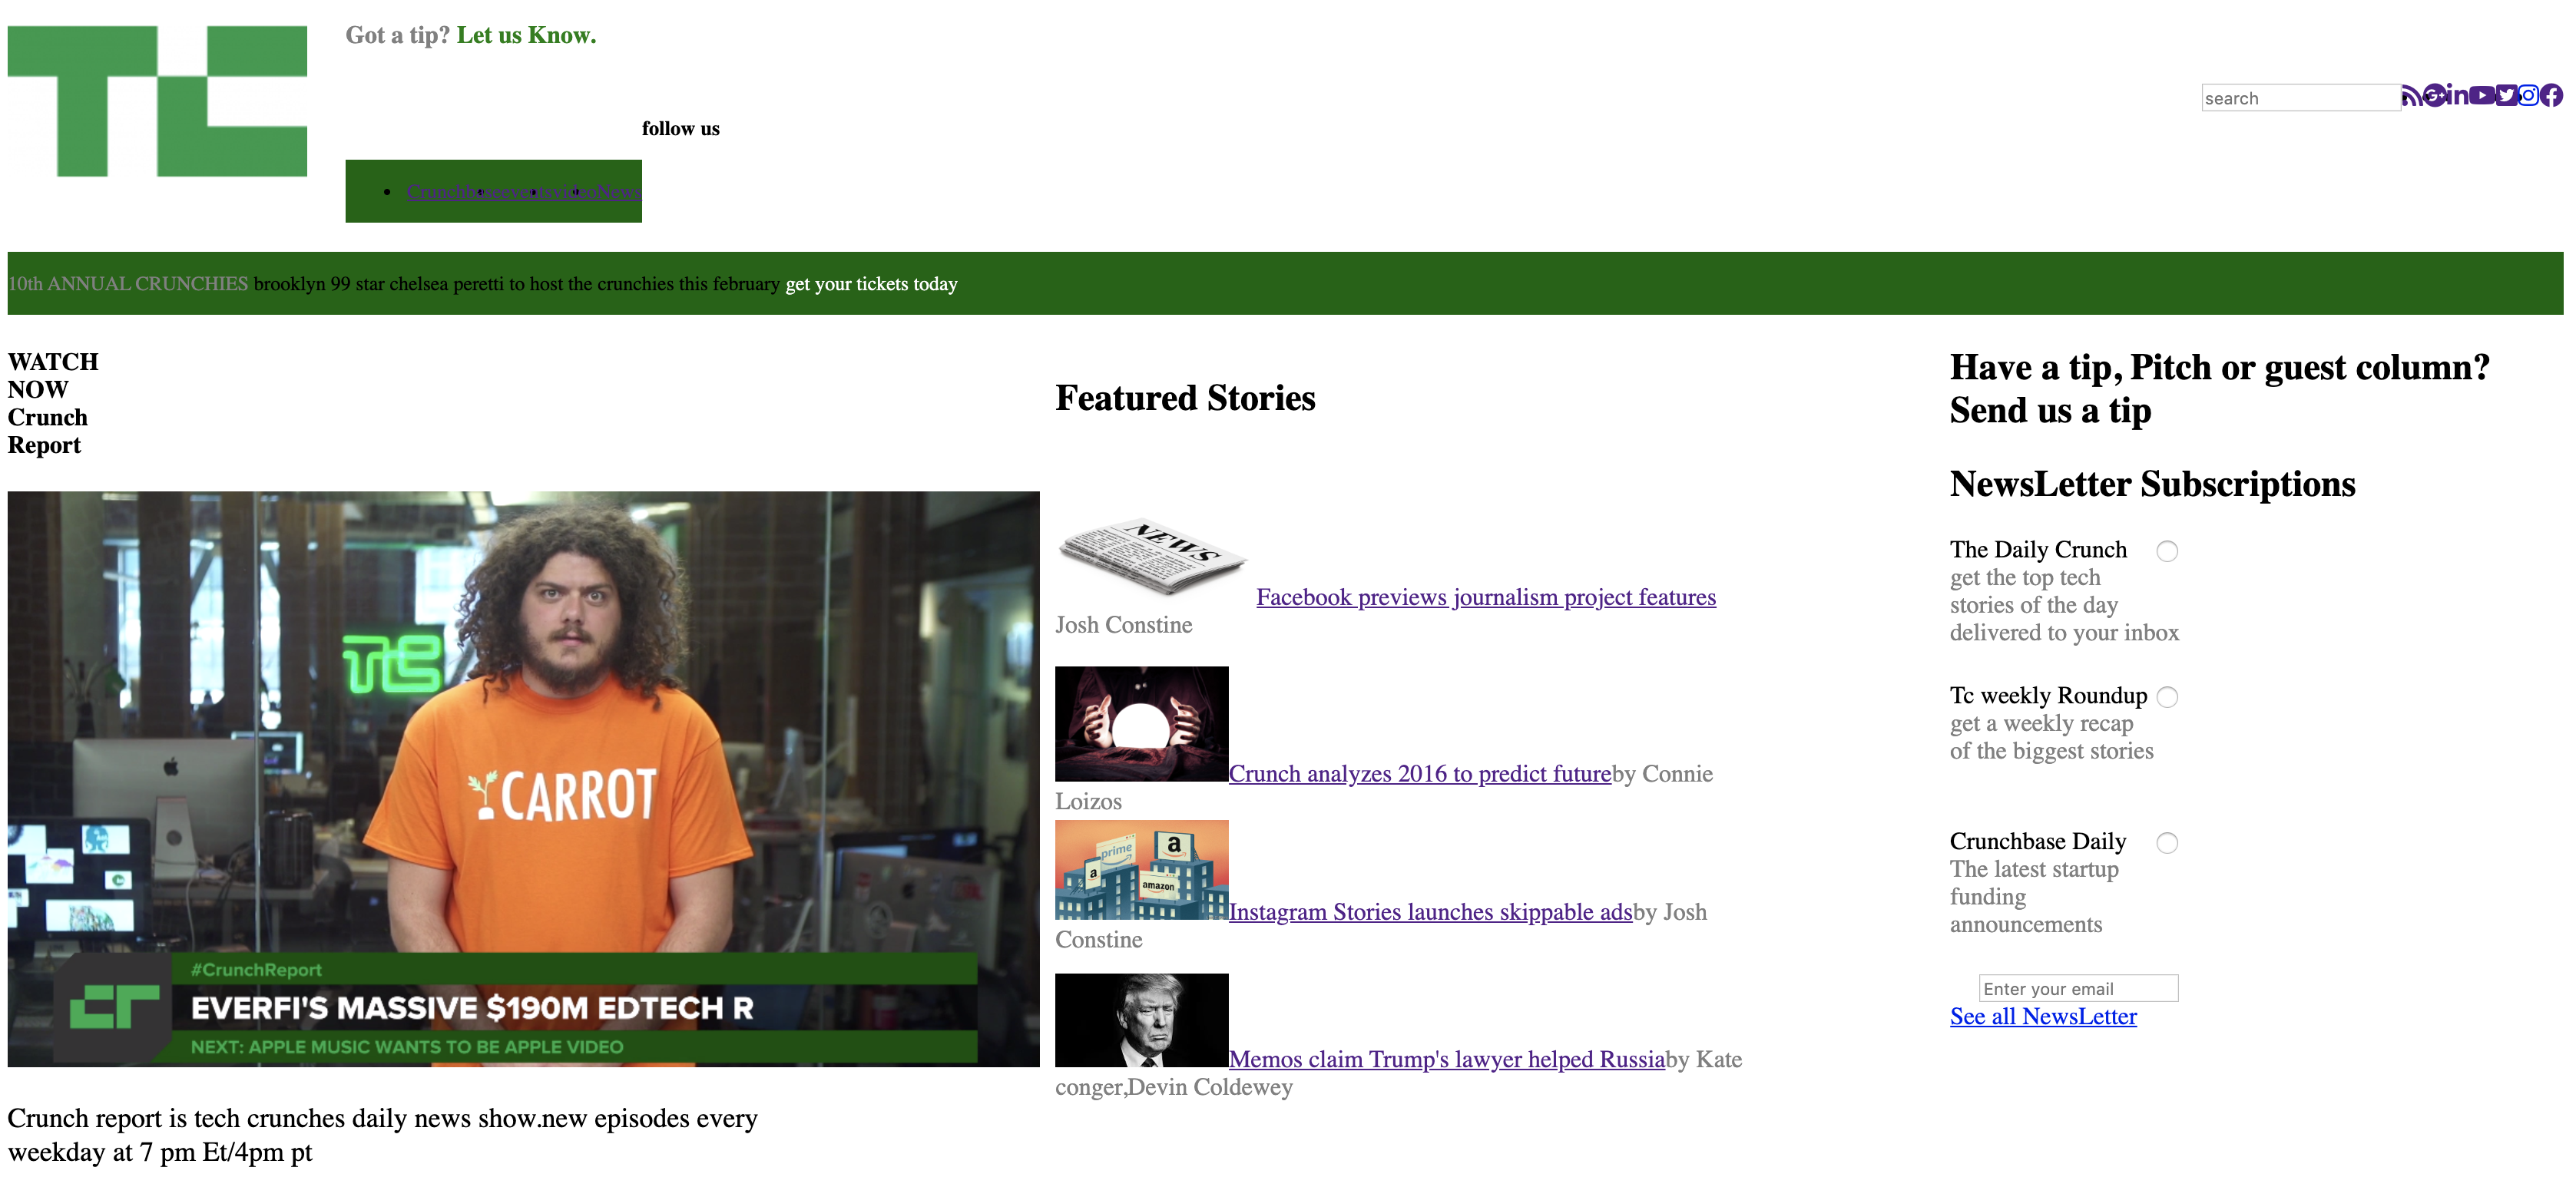 TC
Got a tip? Let us Know.
search
follow us
CrunchbaseeventsvideoNews
10th ANNUAL CRUNCHIES brooklyn 99 star chelsea peretti to host the crunchies this february get your tickets today
WATCH
NOW
Crunch
Report
TC
CARROT
#CrunchReport
CR
EVERFI'S MASSIVE $190M EDTECH R
NEXT: APPLE MUSIC WANTS TO BE APPLE VIDEO
Crunch report is tech crunches daily news show.new episodes every
weekday at 7 pm Et/4pm pt
Featured Stories
NEWS
Facebook previews journalism project features
Josh Constine
Crunch analyzes 2016 to predict futureby Connie
Loizos
prime
a
a
amazon
Instagram Stories launches skippable adsby Josh
Constine
Memos claim Trump's lawyer helped Russiaby Kate
conger,Devin Coldewey
Have a tip, Pitch or guest column?
Send us a tip
NewsLetter Subscriptions
The Daily Crunch
get the top tech
stories of the day
delivered to your inbox
Tc weekly Roundup
get a weekly recap
of the biggest stories
Crunchbase Daily
The latest startup
funding
announcements
Enter your email
See all NewsLetter